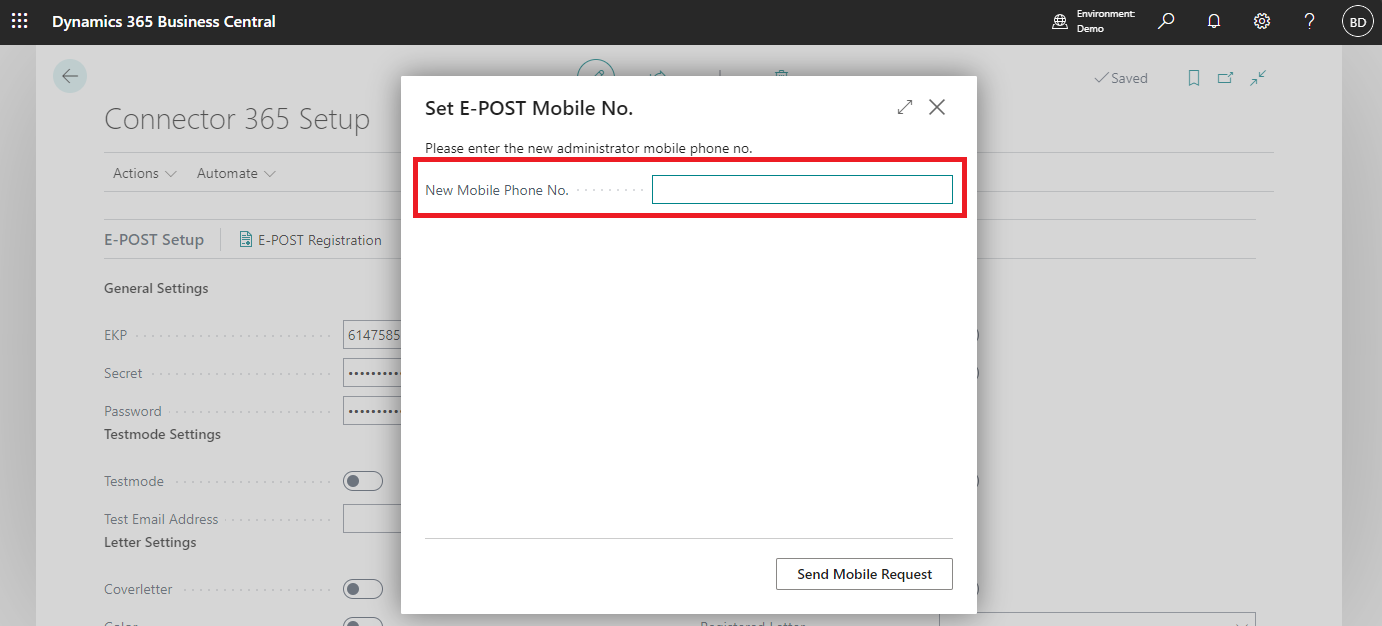 Dynamics 365 Business Central
Environment:
Demo
?
BD
Saved
Connector 365 Setup
Actions
Automate
E-POST Setup
E-POST Registration
General Settings
EKP
6147585
Secret
Password
Testmode Settings
Testmode
Test Email Address
Letter Settings
Coverletter
Color
Registered Letter
Set E-POST Mobile No.
Please enter the new administrator mobile phone no.
New Mobile Phone No.
Send Mobile Request